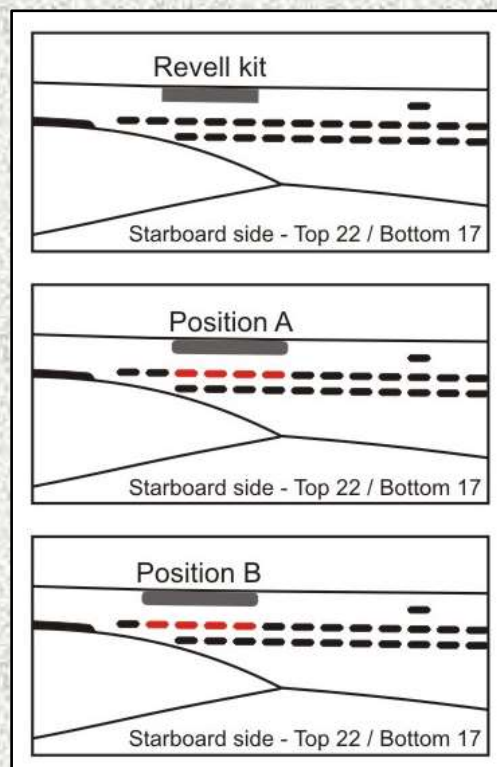 Revell kit
Starboard side - Top 22 / Bottom 17
Position A
Starboard side - Top 22 / Bottom 17
Position B
Starboard side - Top 22 / Bottom 17